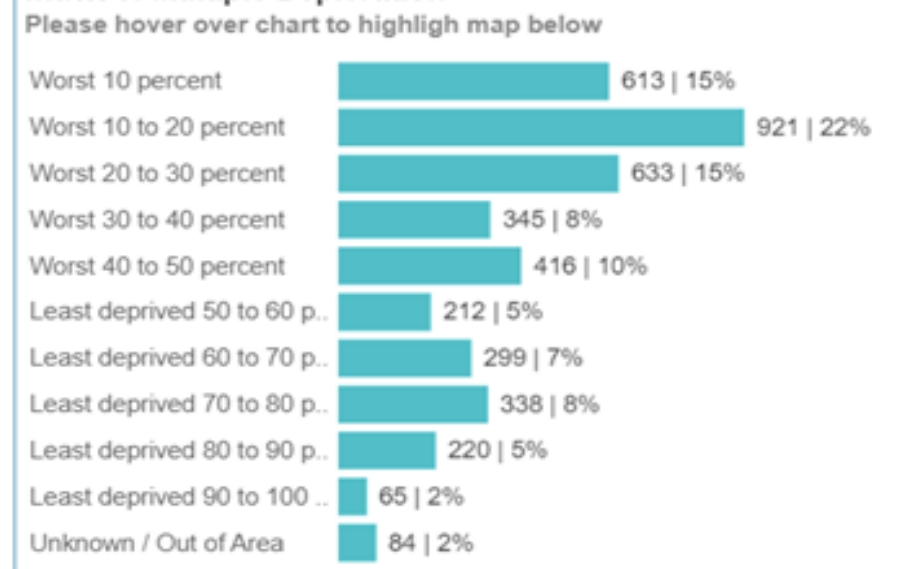 Please hover over chart to highligh map below
Worst 10 percent 613 | 15%
Worst 10 to 20 percent 921 | 22%
Worst 20 to 30 percent 633 | 15%
Worst 30 to 40 percent 345 | 8%
Worst 40 to 50 percent 416 | 10%
Least deprived 50 to 60 p.. 212 | 5%
Least deprived 60 to 70 p.. 299 | 7%
Least deprived 70 to 80 p.. 338 | 8%
Least deprived 80 to 90 p.. 220 | 5%
Least deprived 90 to 100 .. 65 | 2%
Unknown / Out of Area 84 | 2%